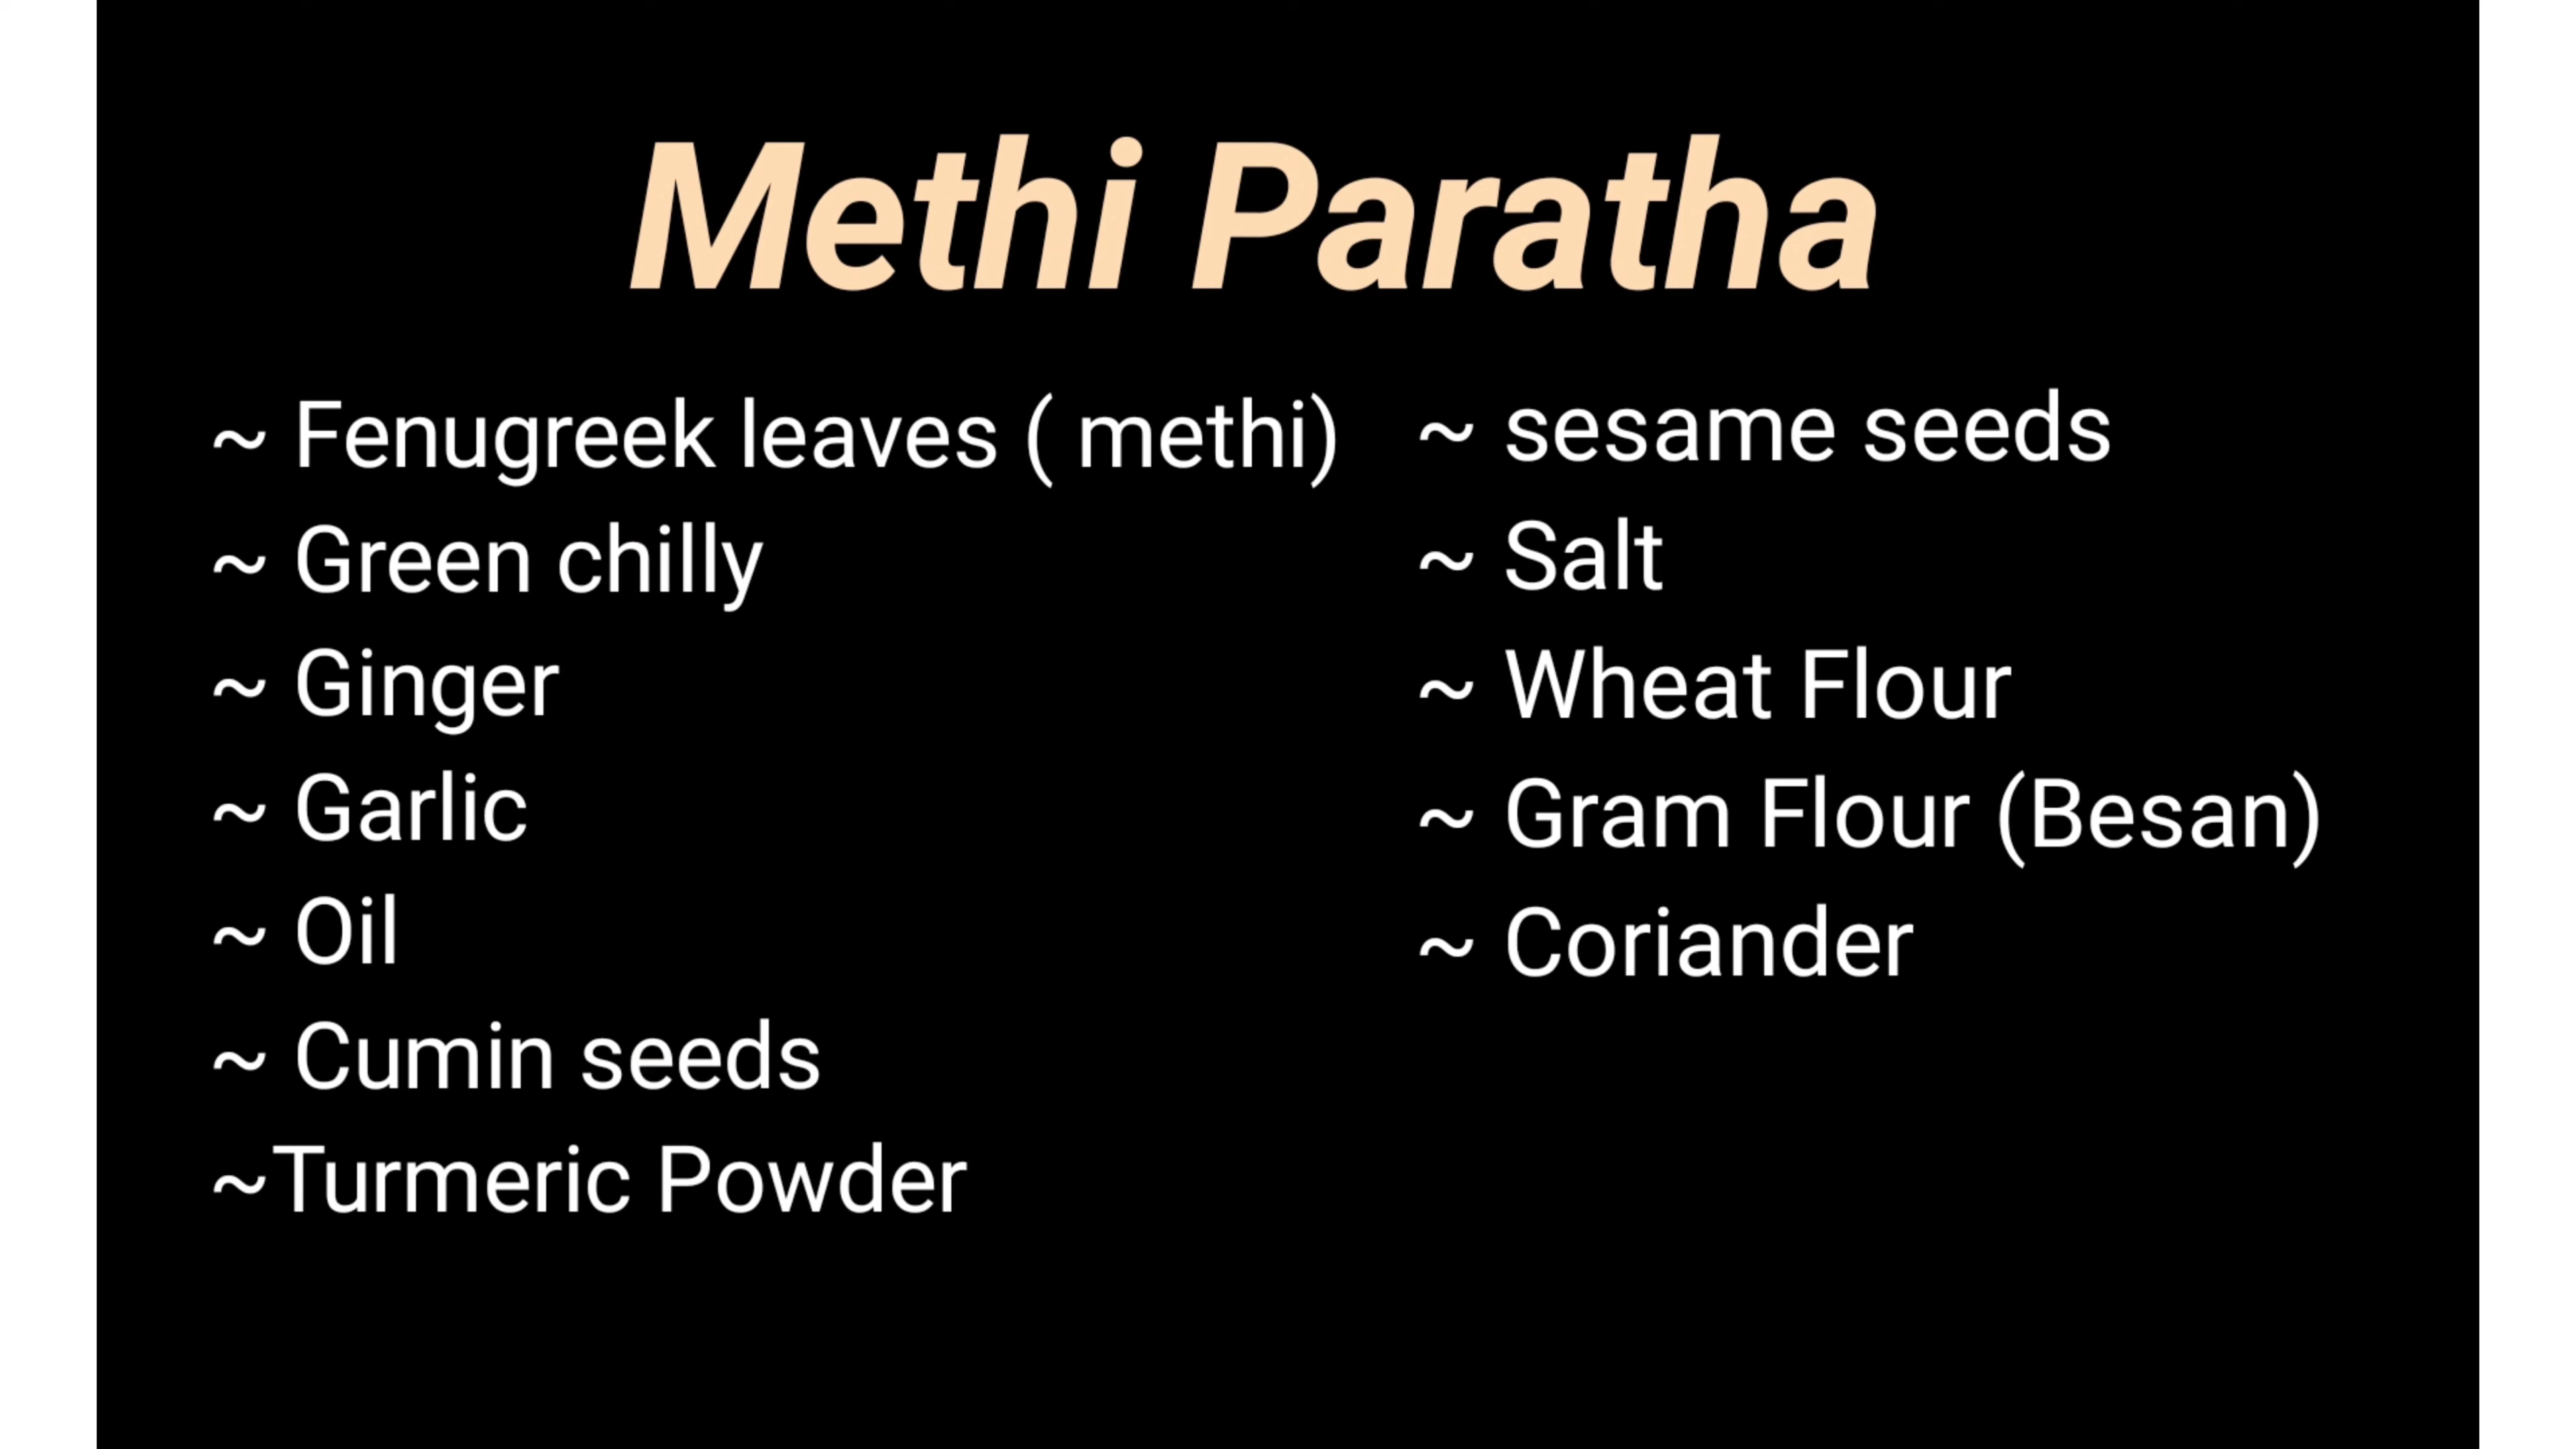 Methi Paratha
~ Fenugreek leaves ( methi)
~ Green chilly
~ Ginger
~ Garlic
~ Oil
~ Cumin seeds
~Turmeric Powder
~ sesame seeds
~ Salt
~ Wheat Flour
~ Gram Flour (Besan)
~ Coriander